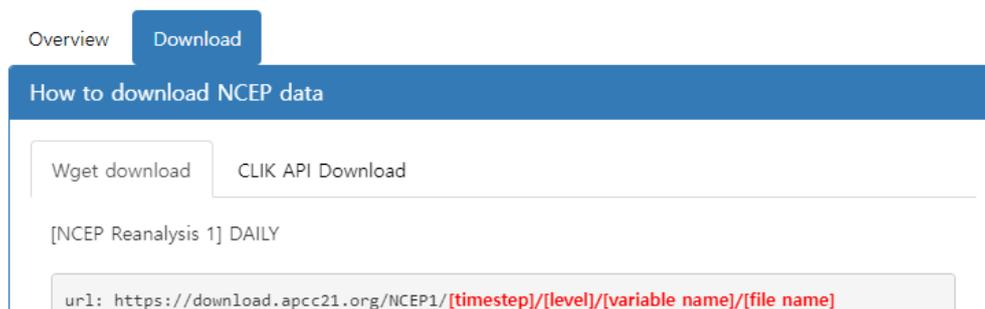 Overview Download
How to download NCEP data
Wget download CLIK API Download
[NCEP Reanalysis 1] DAILY
url: https://download.apcc21.org/NCEP1/[timestep]/[level]/[variable name]/[file name]